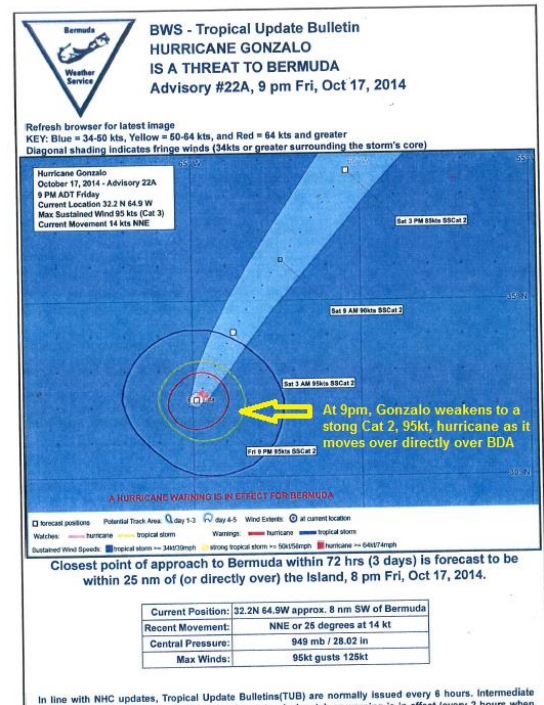 Bermuda
Weather
Service
BWS - Tropical Update Bulletin
HURRICANE GONZALO
IS A THREAT TO BERMUDA
Advisory #22A, 9 pm Fri, Oct 17, 2014
Refresh browser for latest image
KEY: Blue = 34-50 kts, Yellow = 50-64 kts, and Red = 64 kts and greater
Diagonal shading indicates fringe winds (34kts or greater surrounding the storm's core)
Hurricane Gonzalo
October 17, 2014 - Advisory 22A
9 PM ADT Friday
Current Location 32.2 N 64.9 W
Max Sustained Wind 95 kts (Cat 3)
Current Movement 14 kts NNE
Sat 3 PM 85kts SSCat 2
35°N
Sat 9 AM 90kts SSCat 2
Sat 3 AM 95kts SSCat 2
At 9pm, Gonzalo weakens to a
stong Cat 2, 95kt, hurricane as it
moves over directly over BDA
Fri 9 PM 95kts SSCat 2
30°N
A HURRICANE WARNING IS IN EFFECT FOR BERMUDA
forecast positions Potential Track Area: day 1-3 day 4-5 Wind Extents: at current location
Watches: hurricane tropical storm Warnings: hurricane tropical storm
Sustained Wind Speeds: tropical storm >= 34kt/39mph strong tropical storm >= 50kt/58mph hurricane >= 64kt/74mph
Closest point of approach to Bermuda within 72 hrs (3 days) is forecast to be
within 25 nm of (or directly over) the Island, 8 pm Fri, Oct 17, 2014.
Current Position: 32.2N 64.9W approx. 8 nm SW of Bermuda
Recent Movement: NNE or 25 degrees at 14 kt
Central Pressure: 949 mb / 28.02 in
Max Winds: 95kt gusts 125kt
In line with NHC updates, Tropical Update Bulletins(TUB) are normally issued every 6 hours. Intermediate